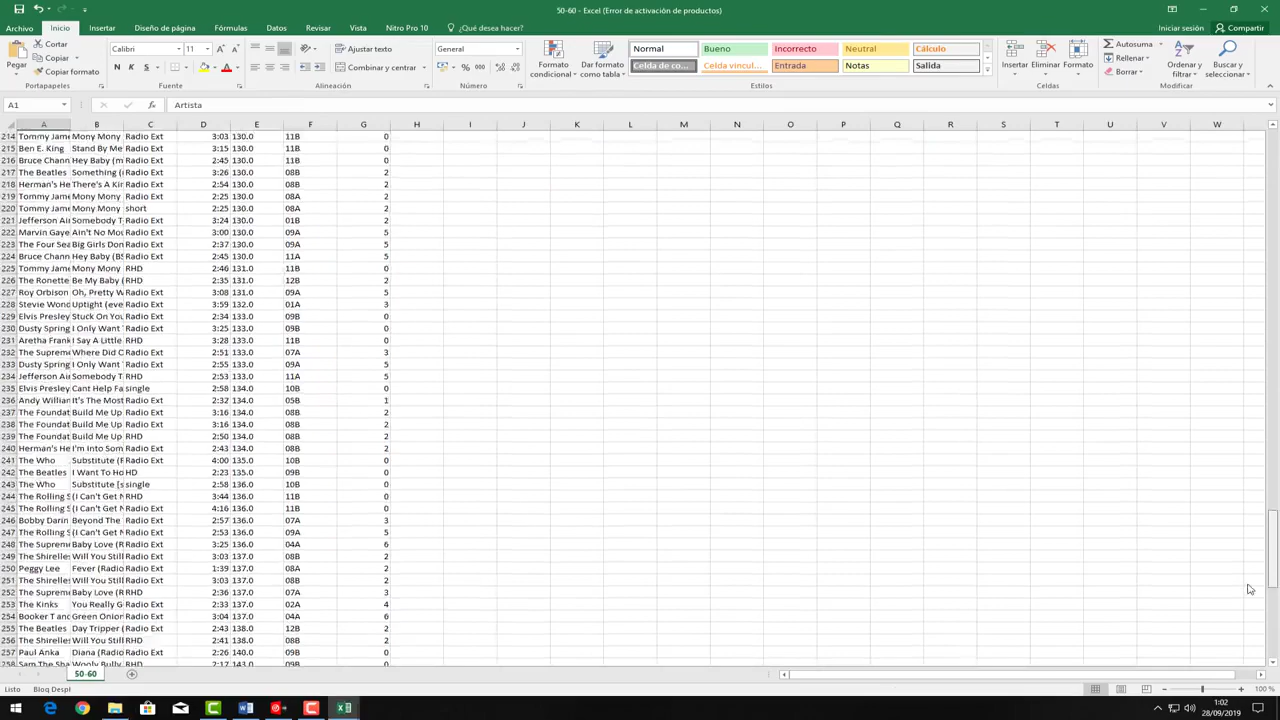 50-60 - Excel (Error de activación de productos)
Archivo Inicio Insertar Diseño de página Fórmulas Datos Revisar Vista Nitro Pro 10 ¿Qué desea hacer? Iniciar sesión Compartir
Pegar Cortar Copiar Copiar formato Portapapeles
Calibri 11 N K S Fuente
Ajustar texto Combinar y centrar Alineación
General % 000 Número
Formato condicional Dar formato como tabla
Normal Bueno Incorrecto Neutral Cálculo
Celda de co... Celda vincul... Entrada Notas Salida
Estilos
Insertar Eliminar Formato Celdas
Autosuma Rellenar Borrar Ordenar y filtrar Buscar y seleccionar Modificar
A1 Artista
A B C D E F G H I J K L M N O P Q R S T U V W
214 Tommy Jame Mony Mony Radio Ext 3:03 130.0 11B 0
215 Ben E. King Stand By Me Radio Ext 3:15 130.0 11B 0
216 Bruce Chann Hey Baby (m Radio Ext 2:45 130.0 11B 0
217 The Beatles Something (r Radio Ext 3:26 130.0 08B 2
218 Herman's He There's A Kin Radio Ext 2:54 130.0 08B 2
219 Tommy Jame Mony Mony Radio Ext 2:25 130.0 08A 2
220 Tommy Jame Mony Mony short 2:25 130.0 08A 2
221 Jefferson Air Somebody T Radio Ext 3:24 130.0 01B 2
222 Marvin Gaye Ain't No Mou Radio Ext 3:00 130.0 09A 5
223 The Four Sea Big Girls Don Radio Ext 2:37 130.0 09A 5
224 Bruce Chann Hey Baby (BS Radio Ext 2:45 130.0 11A 5
225 Tommy Jame Mony Mony RHD 2:46 131.0 11B 0
226 The Ronette Be My Baby ( RHD 2:35 131.0 12B 2
227 Roy Orbison Oh, Pretty W Radio Ext 3:08 131.0 09A 5
228 Stevie Wond Uptight (eve Radio Ext 3:59 132.0 01A 3
229 Elvis Presley Stuck On You Radio Ext 2:34 133.0 09B 0
230 Dusty Spring I Only Want Radio Ext 3:25 133.0 09B 0
231 Aretha Frank I Say A Little RHD 3:28 133.0 11B 0
232 The Supreme Where Did O Radio Ext 2:51 133.0 07A 3
233 Dusty Spring I Only Want Radio Ext 2:55 133.0 09A 5
234 Jefferson Air Somebody T RHD 2:53 133.0 11A 5
235 Elvis Presley Cant Help Fa single 2:58 134.0 10B 0
236 Andy William It's The Most Radio Ext 2:32 134.0 05B 1
237 The Foundat Build Me Up Radio Ext 3:16 134.0 08B 2
238 The Foundat Build Me Up Radio Ext 3:16 134.0 08B 2
239 The Foundat Build Me Up RHD 2:50 134.0 08B 2
240 Herman's He I'm Into Som Radio Ext 2:43 134.0 08B 2
241 The Who Substitute (R Radio Ext 4:00 135.0 10B 0
242 The Beatles I Want To Ho HD 2:23 135.0 09B 0
243 The Who Substitute [s single 2:58 136.0 10B 0
244 The Rolling S (I Can't Get N RHD 3:44 136.0 11B 0
245 The Rolling S (I Can't Get N Radio Ext 4:16 136.0 11B 0
246 Bobby Darin Beyond The Radio Ext 2:57 136.0 07A 3
247 The Rolling S (I Can't Get N Radio Ext 2:53 136.0 09A 5
248 The Supreme Baby Love (R Radio Ext 3:04 136.0 04A 6
249 The Shirelles Will You Still Radio Ext 3:03 137.0 08B 2
250 Peggy Lee Fever (Radio Radio Ext 1:39 137.0 08A 2
251 The Shirelles Will You Still Radio Ext 3:03 137.0 08B 2
252 The Supreme Baby Love (R RHD 2:36 137.0 07A 3
253 The Kinks You Really G Radio Ext 2:33 137.0 02A 4
254 Booker T and Green Onion Radio Ext 3:04 137.0 04A 6
255 The Beatles Day Tripper ( Radio Ext 2:43 138.0 12B 2
256 The Shirelles Will You Still RHD 2:41 138.0 08B 2
257 Paul Anka Diana (Radio Radio Ext 2:26 140.0 09B 0
258 Sam The Sha Wooly Bully RHD 2:17 143.0 09B 0
50-60
Listo Bloq Despl 100 %
1:02
28/09/2019